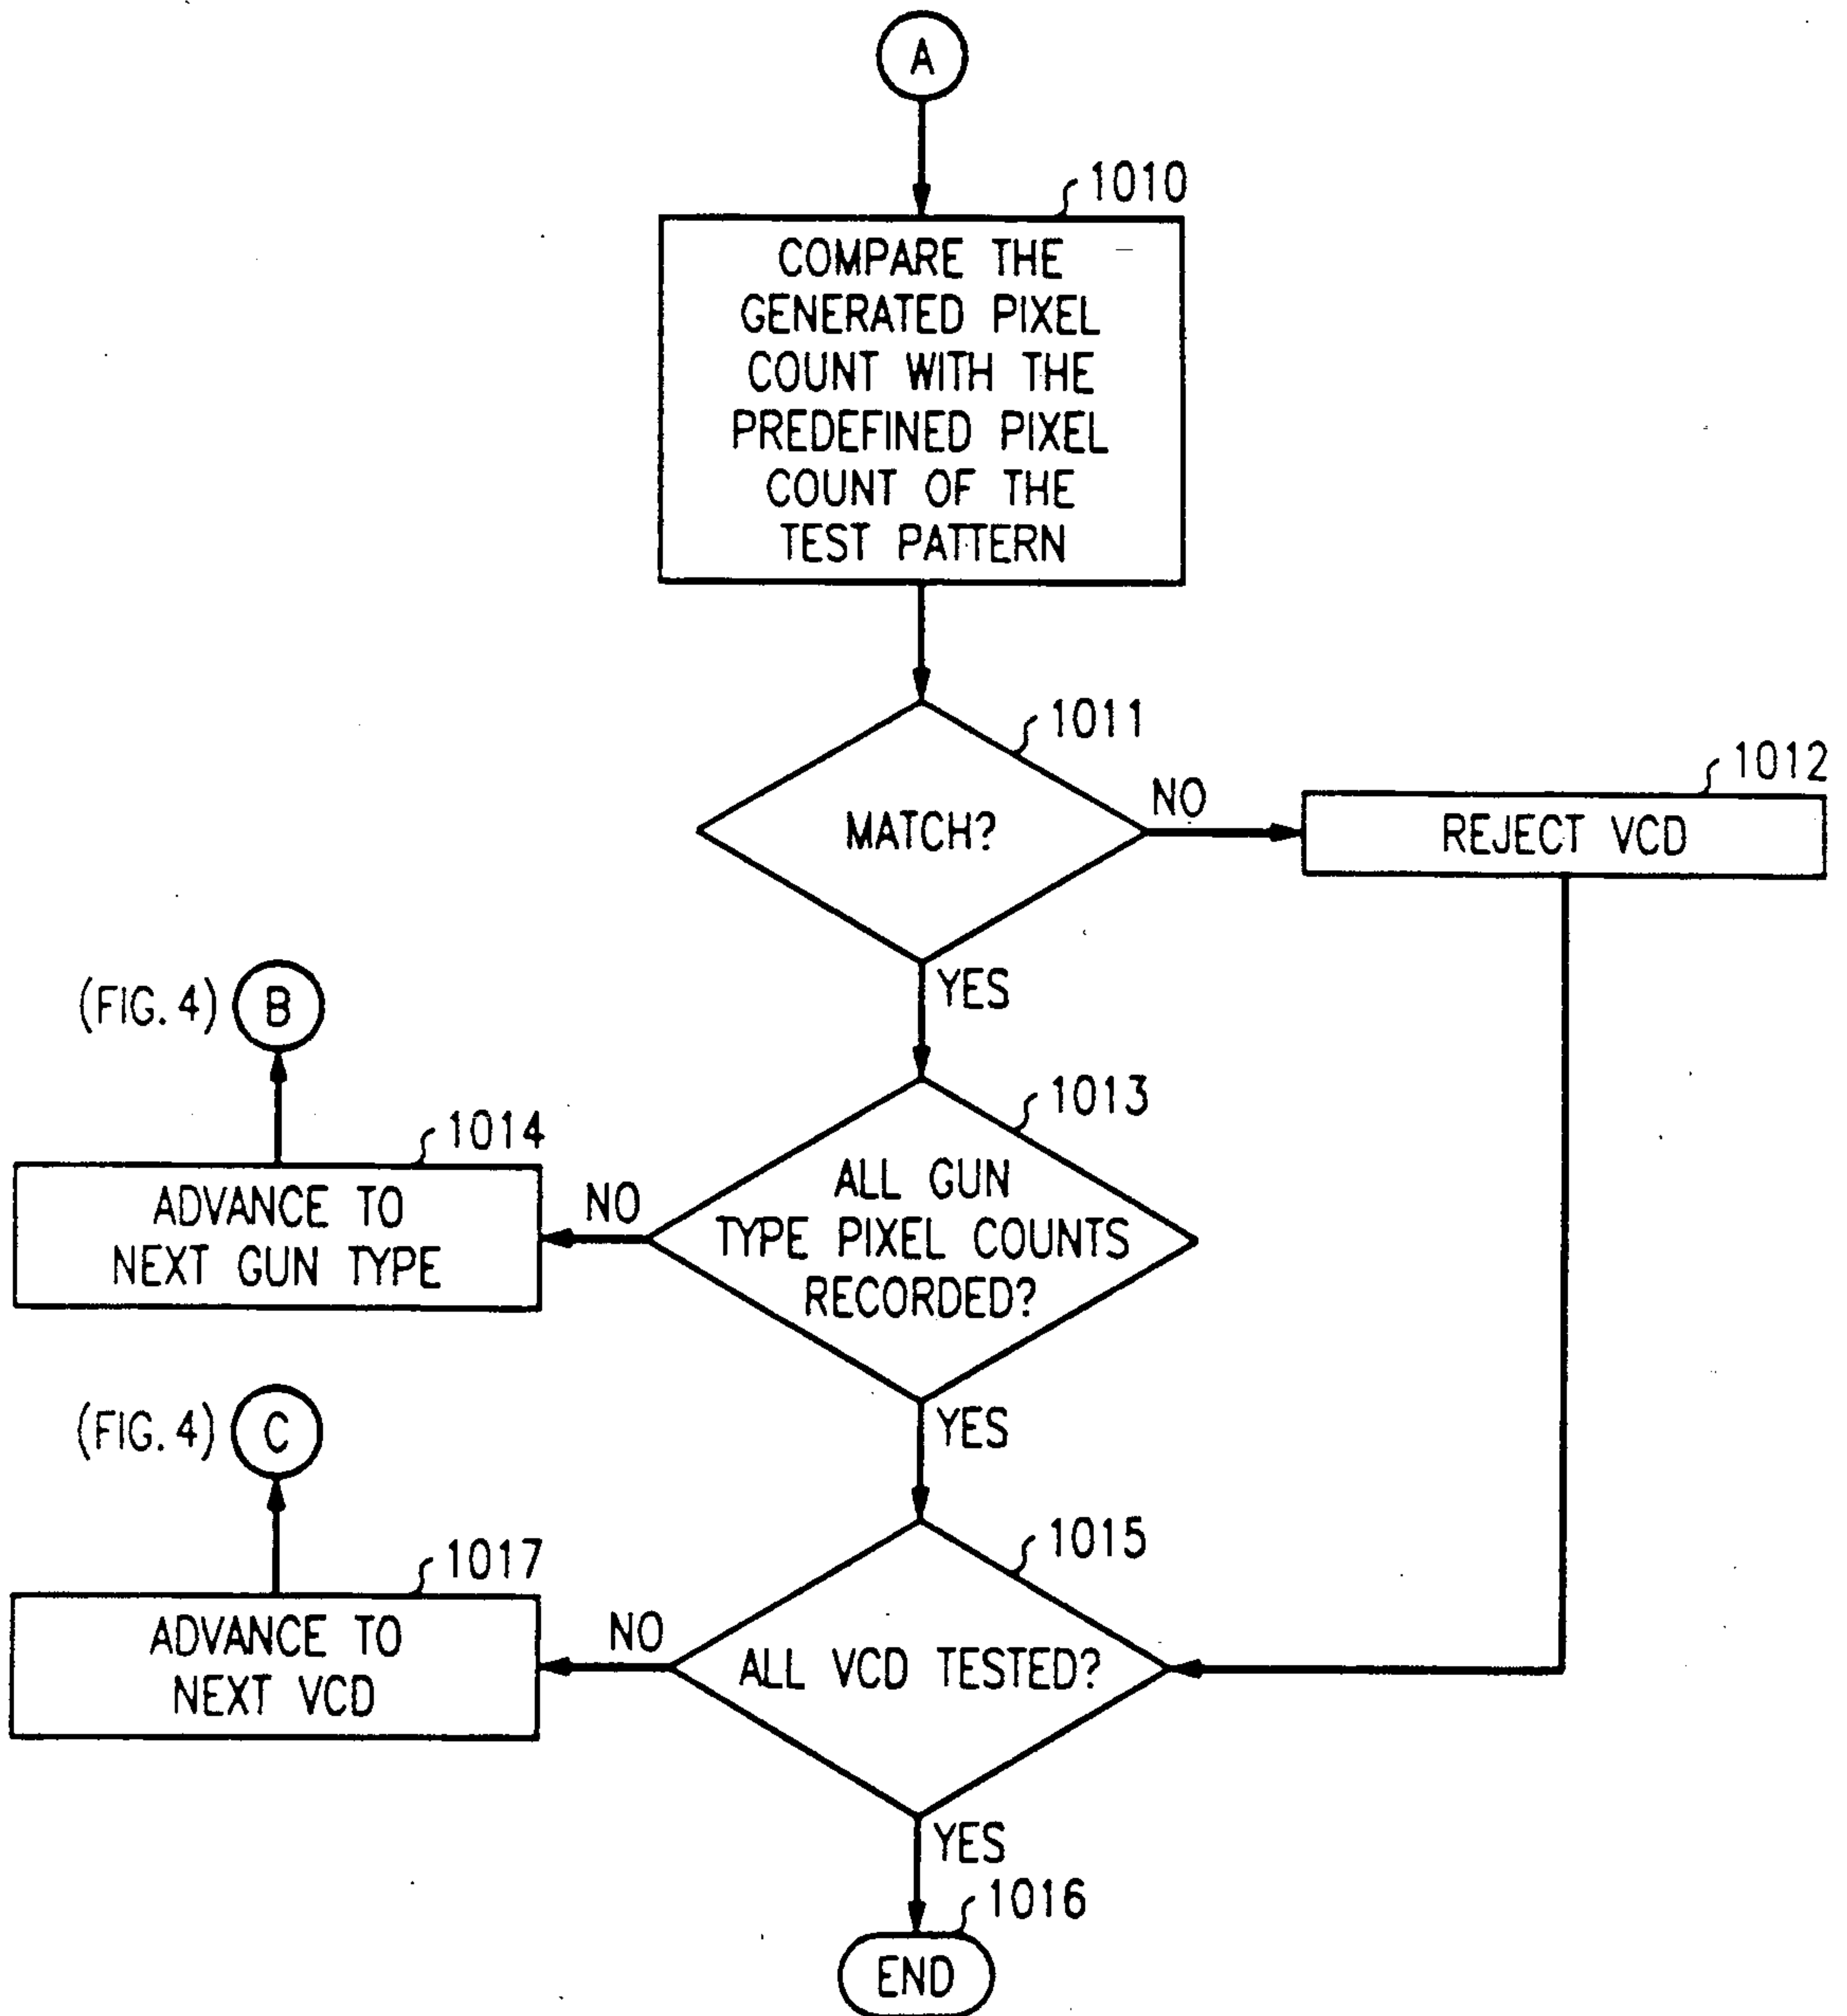 A
1010
COMPARE THE
GENERATED PIXEL
COUNT WITH THE
PREDEFINED PIXEL
COUNT OF THE
TEST PATTERN
1011
MATCH?
NO
1012
REJECT VCD
YES
(FIG. 4) B
1013
ALL GUN
TYPE PIXEL COUNTS
RECORDED?
NO
1014
ADVANCE TO
NEXT GUN TYPE
YES
(FIG. 4) C
1015
ALL VCD TESTED?
NO
1017
ADVANCE TO
NEXT VCD
YES
1016
END